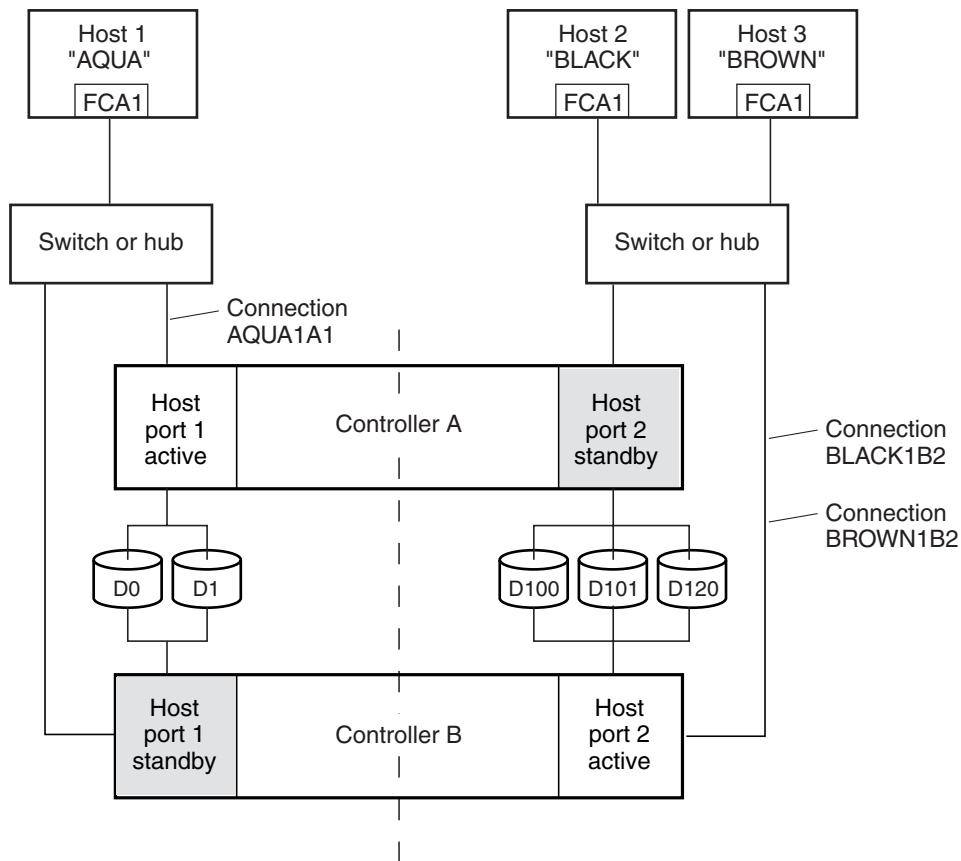 Host 1
"AQUA"
FCA1
Host 2
"BLACK"
FCA1
Host 3
"BROWN"
FCA1
Switch or hub
Switch or hub
Connection
AQUA1A1
Host
port 1
active
Controller A
Host
port 2
standby
Connection
BLACK1B2
Connection
BROWN1B2
D0
D1
D100
D101
D120
Host
port 1
standby
Controller B
Host
port 2
active